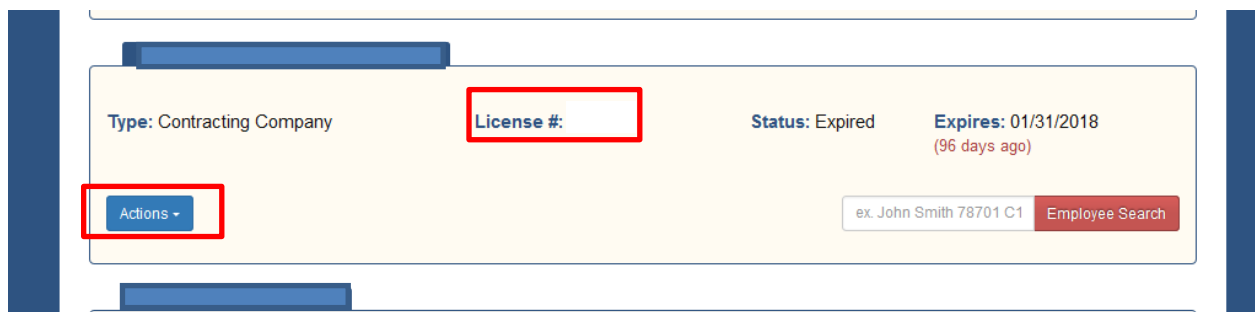 Type: Contracting Company License #: Status: Expired Expires: 01/31/2018
(96 days ago)
Actions ex. John Smith 78701 C1 Employee Search